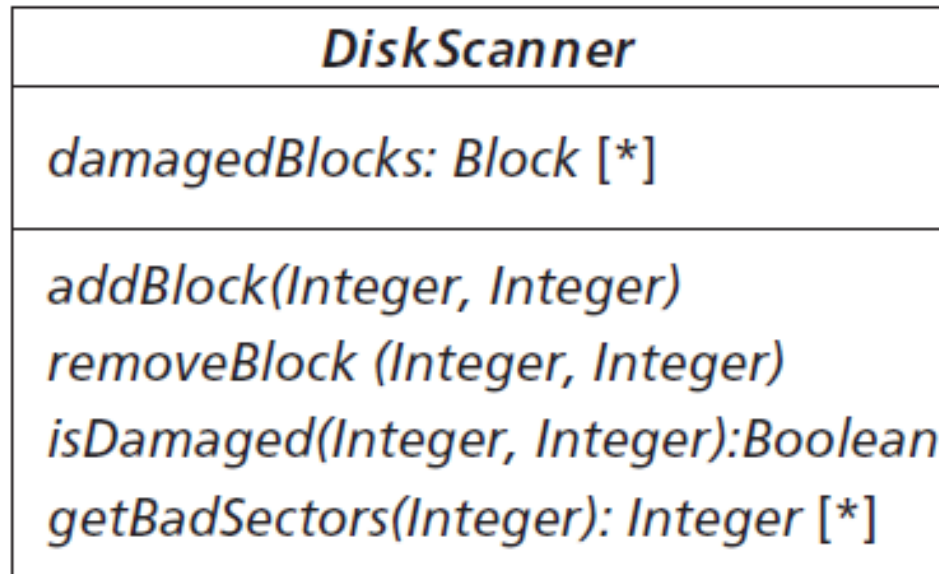 DiskScanner
damagedBlocks: Block [*]
addBlock(Integer, Integer)
removeBlock (Integer, Integer)
isDamaged(Integer, Integer):Boolean
getBadSectors(Integer): Integer [*]